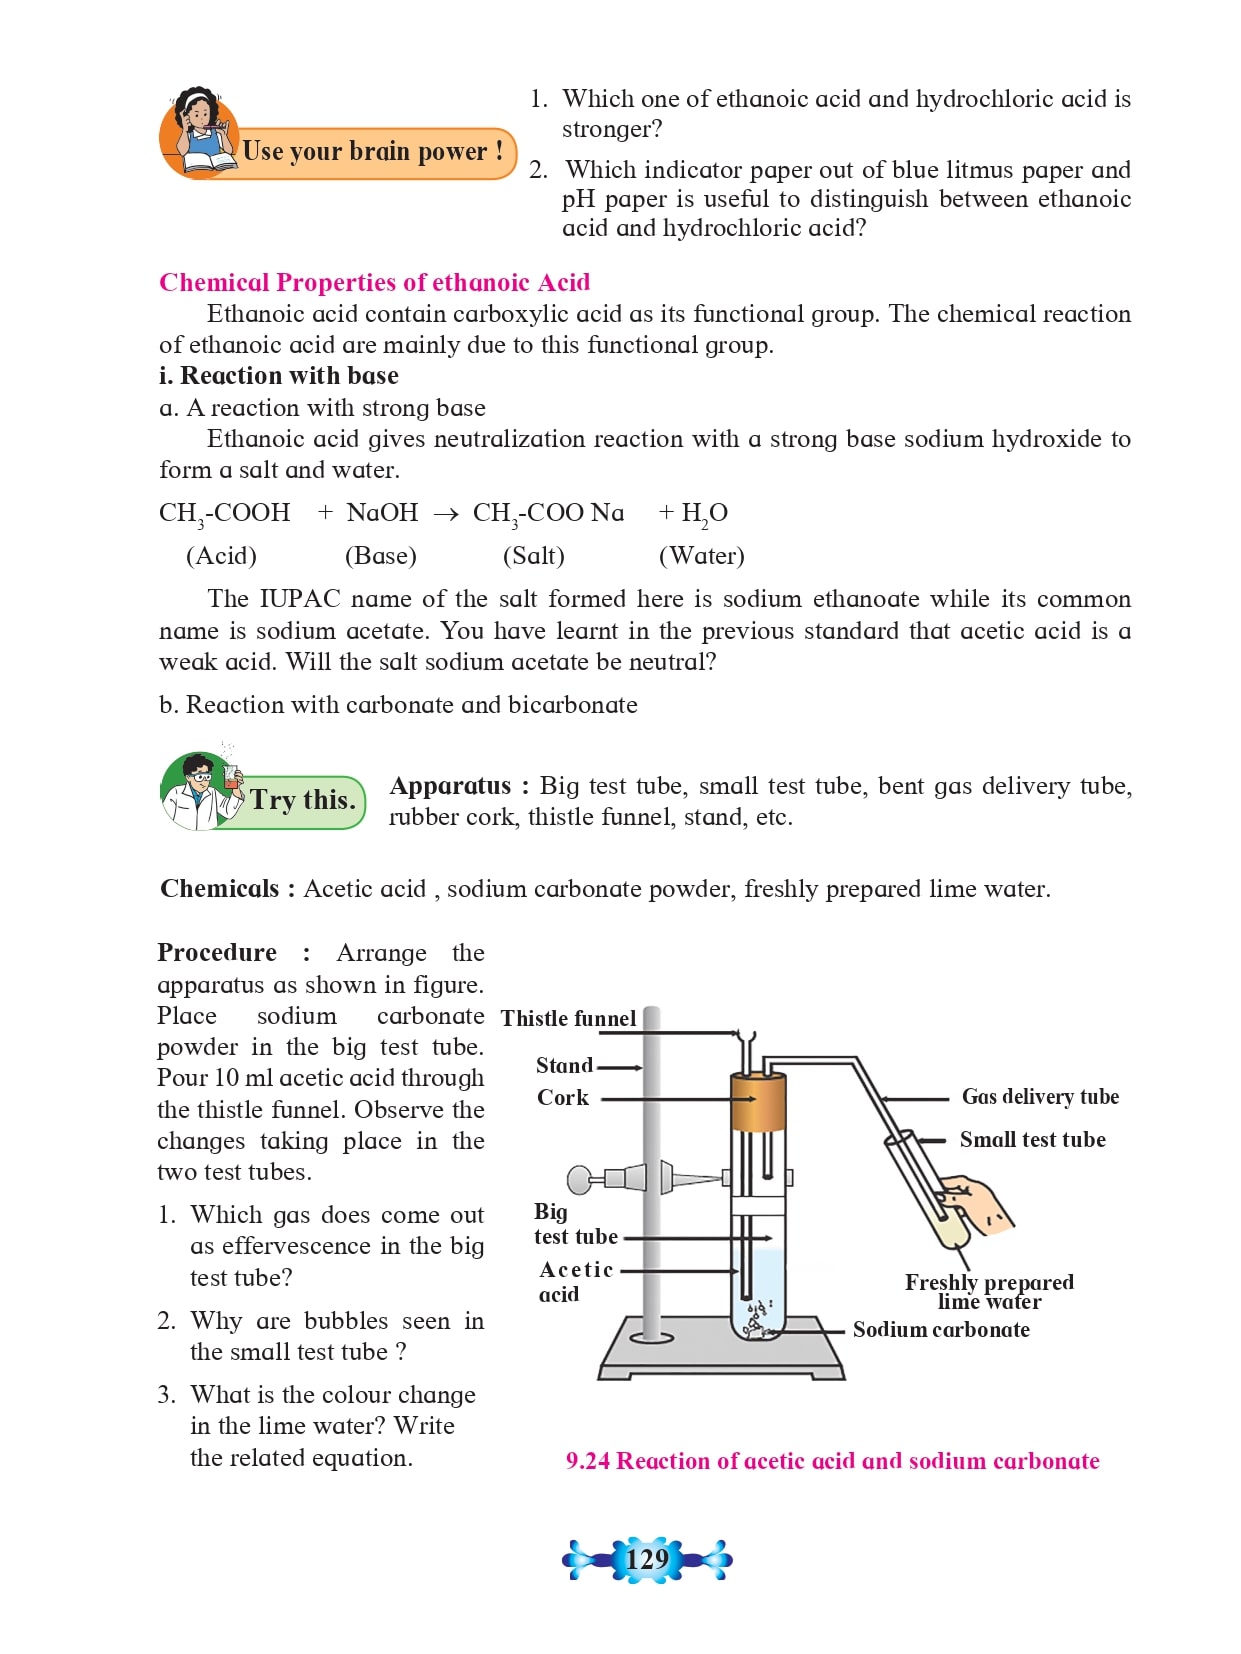 Use your brain power !
1. Which one of ethanoic acid and hydrochloric acid is
stronger?
2. Which indicator paper out of blue litmus paper and
pH paper is useful to distinguish between ethanoic
acid and hydrochloric acid?
Chemical Properties of ethanoic Acid
Ethanoic acid contain carboxylic acid as its functional group. The chemical reaction
of ethanoic acid are mainly due to this functional group.
i. Reaction with base
a. A reaction with strong base
Ethanoic acid gives neutralization reaction with a strong base sodium hydroxide to
form a salt and water.
CH₃-COOH + NaOH → CH₃-COO Na + H₂O
(Acid) (Base) (Salt) (Water)
The IUPAC name of the salt formed here is sodium ethanoate while its common
name is sodium acetate. You have learnt in the previous standard that acetic acid is a
weak acid. Will the salt sodium acetate be neutral?
b. Reaction with carbonate and bicarbonate
Try this.
Apparatus : Big test tube, small test tube, bent gas delivery tube,
rubber cork, thistle funnel, stand, etc.
Chemicals : Acetic acid , sodium carbonate powder, freshly prepared lime water.
Procedure : Arrange the
apparatus as shown in figure.
Place sodium carbonate
powder in the big test tube.
Pour 10 ml acetic acid through
the thistle funnel. Observe the
changes taking place in the
two test tubes.
1. Which gas does come out
as effervescence in the big
test tube?
2. Why are bubbles seen in
the small test tube ?
3. What is the colour change
in the lime water? Write
the related equation.
Thistle funnel
Stand
Cork
Gas delivery tube
Small test tube
Big
test tube
Acetic
acid
Freshly prepared
lime water
Sodium carbonate
9.24 Reaction of acetic acid and sodium carbonate
129